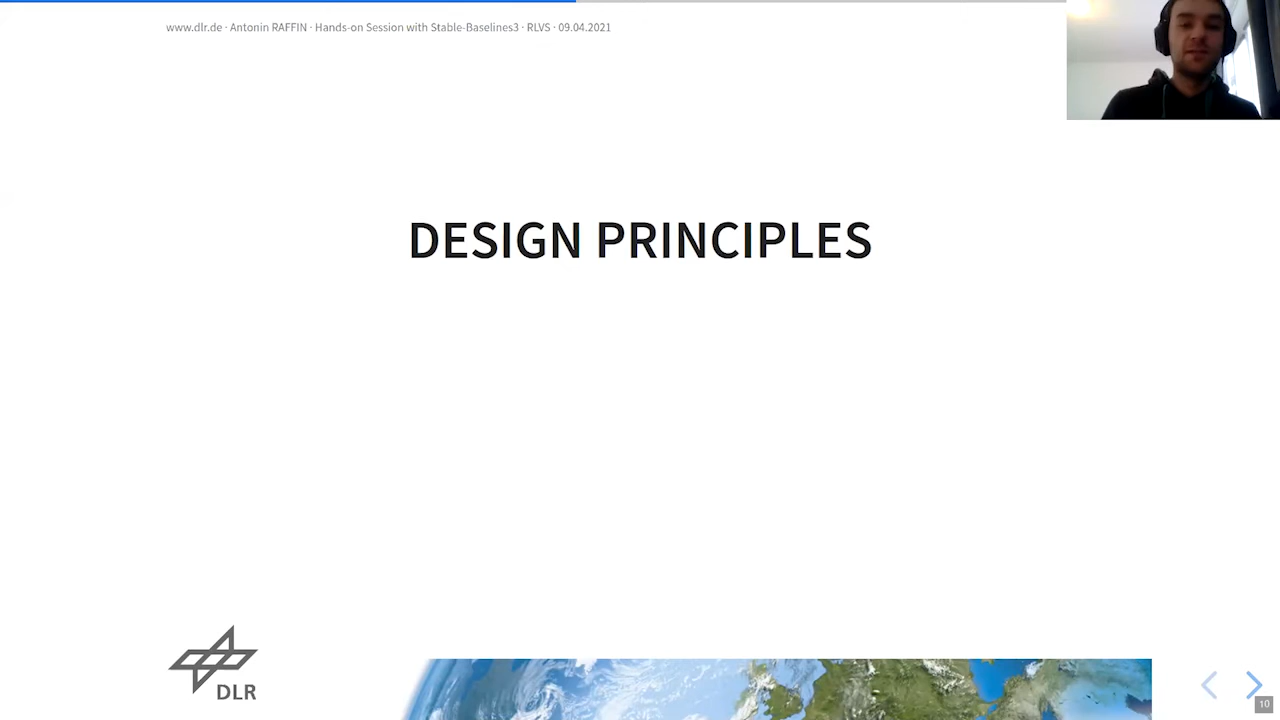 www.dlr.de · Antonin RAFFIN · Hands-on Session with Stable-Baselines3 · RLVS · 09.04.2021
DESIGN PRINCIPLES
DLR
10